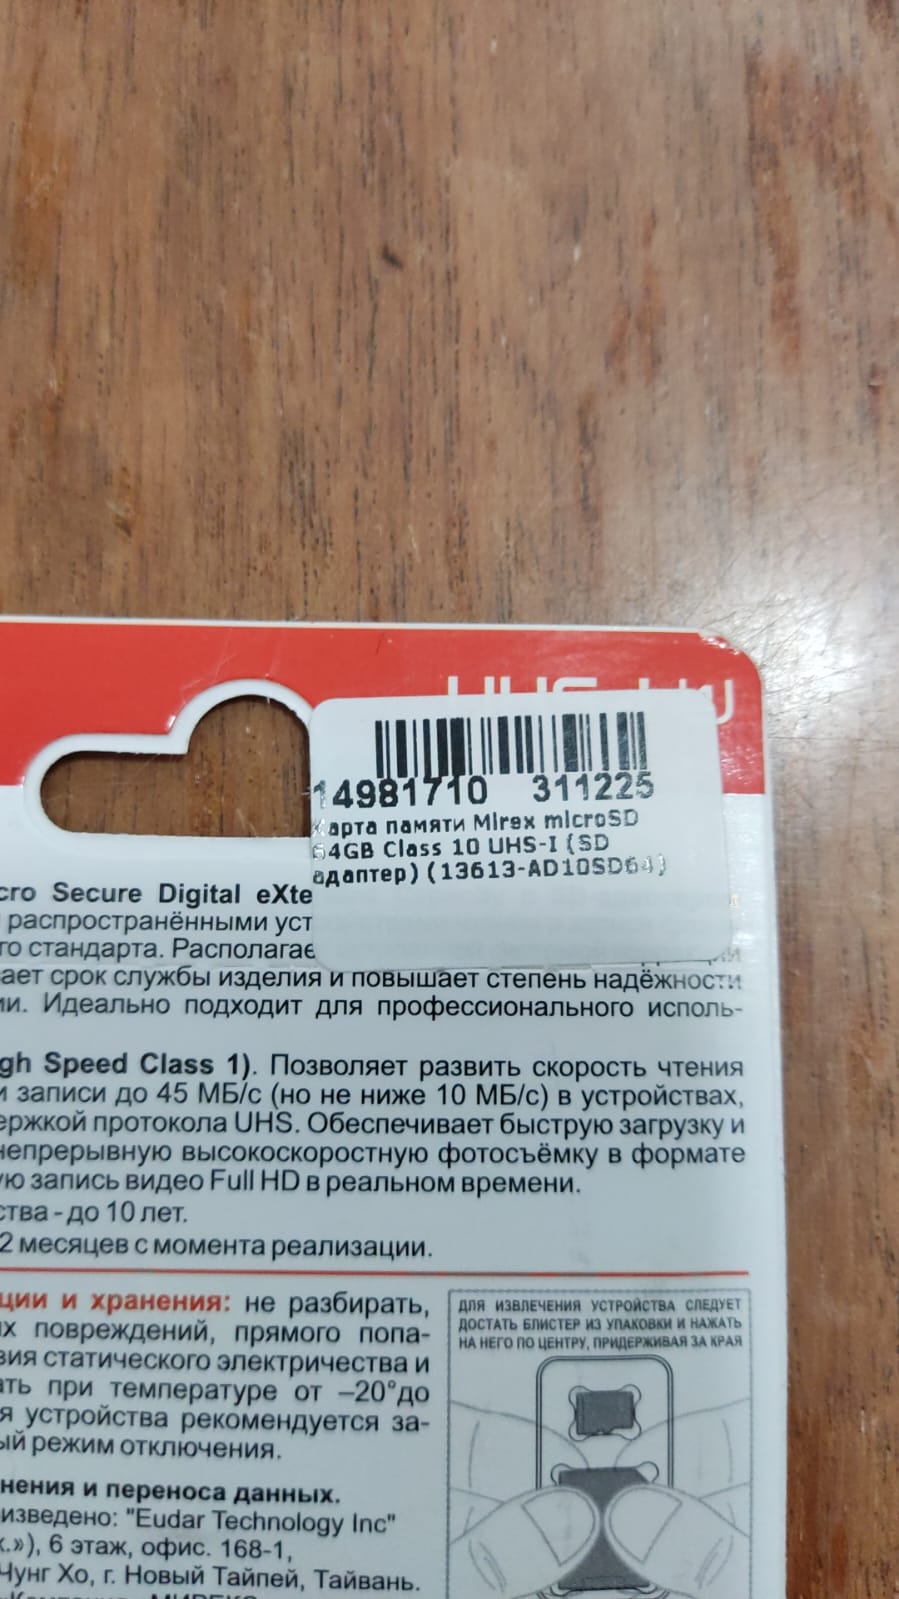 14981710 311225
Карта памяти Mirex microSD
64GB Class 10 UHS-I (SD
адаптер) (13613-AD10SD64)
cro Secure Digital eXte
распространёнными уст
го стандарта. Располагае
вает срок службы изделия и повышает степень надёжности
ии. Идеально подходит для профессионального исполь-
gh Speed Class 1). Позволяет развить скорость чтения
и записи до 45 МБ/с (но не ниже 10 МБ/с) в устройствах,
ержкой протокола UHS. Обеспечивает быструю загрузку и
непрерывную высокоскоростную фотосъёмку в формате
ую запись видео Full HD в реальном времени.
ства - до 10 лет.
2 месяцев с момента реализации.
ции и хранения: не разбирать,
х повреждений, прямого попа-
вия статического электричества и
ать при температуре от –20°до
я устройства рекомендуется за-
ый режим отключения.
нения и переноса данных.
изведено: "Eudar Technology Inc"
к.»), 6 этаж, офис. 168-1,
Чунг Хо, г. Новый Тайпей, Тайвань.
ДЛЯ ИЗВЛЕЧЕНИЯ УСТРОЙСТВА СЛЕДУЕТ
ДОСТАТЬ БЛИСТЕР ИЗ УПАКОВКИ И НАЖАТЬ
НА НЕГО ПО ЦЕНТРУ, ПРИДЕРЖИВАЯ ЗА КРАЯ